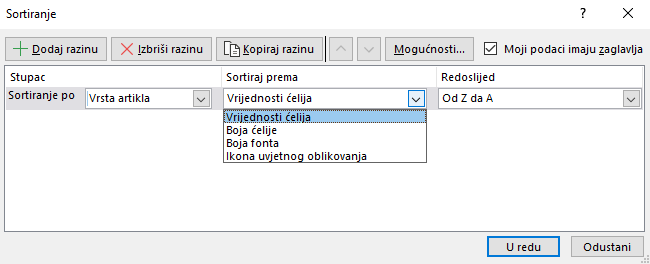 Sortiranje
Dodaj razinu Izbriši razinu Kopiraj razinu Mogućnosti... Moji podaci imaju zaglavlja
Stupac Sortiraj prema Redoslijed
Sortiranje po Vrsta artikla Vrijednosti ćelija Od Z da A
Vrijednosti ćelija
Boja ćelije
Boja fonta
Ikona uvjetnog oblikovanja
U redu Odustani